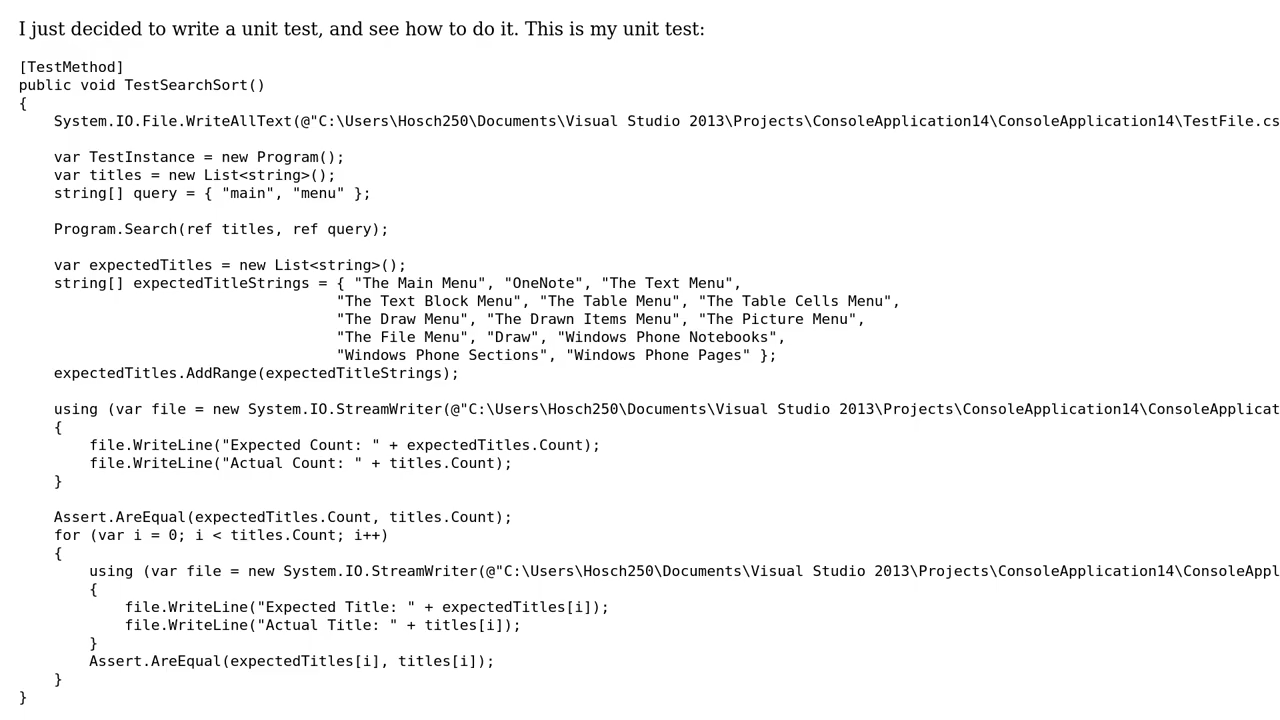 I just decided to write a unit test, and see how to do it. This is my unit test:
[TestMethod]
public void TestSearchSort()
{
    System.IO.File.WriteAllText(@"C:\Users\Hosch250\Documents\Visual Studio 2013\Projects\ConsoleApplication14\ConsoleApplication14\TestFile.cs
    var TestInstance = new Program();
    var titles = new List<string>();
    string[] query = { "main", "menu" };
    Program.Search(ref titles, ref query);
    var expectedTitles = new List<string>();
    string[] expectedTitleStrings = { "The Main Menu", "OneNote", "The Text Menu",
                                    "The Text Block Menu", "The Table Menu", "The Table Cells Menu",
                                    "The Draw Menu", "The Drawn Items Menu", "The Picture Menu",
                                    "The File Menu", "Draw", "Windows Phone Notebooks",
                                    "Windows Phone Sections", "Windows Phone Pages" };
    expectedTitles.AddRange(expectedTitleStrings);
    using (var file = new System.IO.StreamWriter(@"C:\Users\Hosch250\Documents\Visual Studio 2013\Projects\ConsoleApplication14\ConsoleApplicat
    {
        file.WriteLine("Expected Count: " + expectedTitles.Count);
        file.WriteLine("Actual Count: " + titles.Count);
    }
    Assert.AreEqual(expectedTitles.Count, titles.Count);
    for (var i = 0; i < titles.Count; i++)
    {
        using (var file = new System.IO.StreamWriter(@"C:\Users\Hosch250\Documents\Visual Studio 2013\Projects\ConsoleApplication14\ConsoleAppl
        {
            file.WriteLine("Expected Title: " + expectedTitles[i]);
            file.WriteLine("Actual Title: " + titles[i]);
        }
        Assert.AreEqual(expectedTitles[i], titles[i]);
    }
}